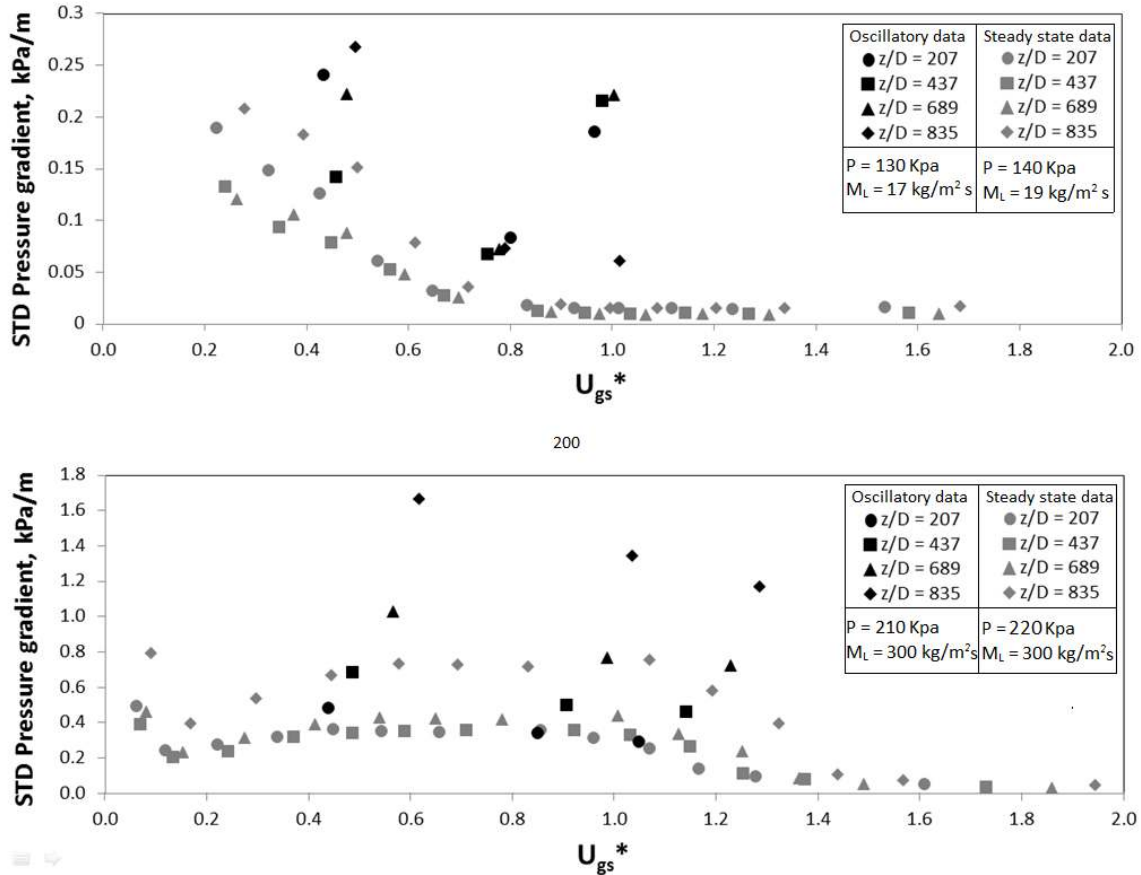 STD Pressure gradient, kPa/m
0.3
0.25
0.2
0.15
0.1
0.05
0
0.0 0.2 0.4 0.6 0.8 1.0 1.2 1.4 1.6 1.8 2.0
Ugs*
Oscillatory data Steady state data
z/D = 207 z/D = 207
z/D = 437 z/D = 437
z/D = 689 z/D = 689
z/D = 835 z/D = 835
P = 130 Kpa P = 140 Kpa
ML = 17 kg/m² s ML = 19 kg/m² s
200
STD Pressure gradient, kPa/m
1.8
1.6
1.4
1.2
1.0
0.8
0.6
0.4
0.2
0.0
0.0 0.2 0.4 0.6 0.8 1.0 1.2 1.4 1.6 1.8 2.0
Ugs*
Oscillatory data Steady state data
z/D = 207 z/D = 207
z/D = 437 z/D = 437
z/D = 689 z/D = 689
z/D = 835 z/D = 835
P = 210 Kpa P = 220 Kpa
ML = 300 kg/m²s ML = 300 kg/m²s